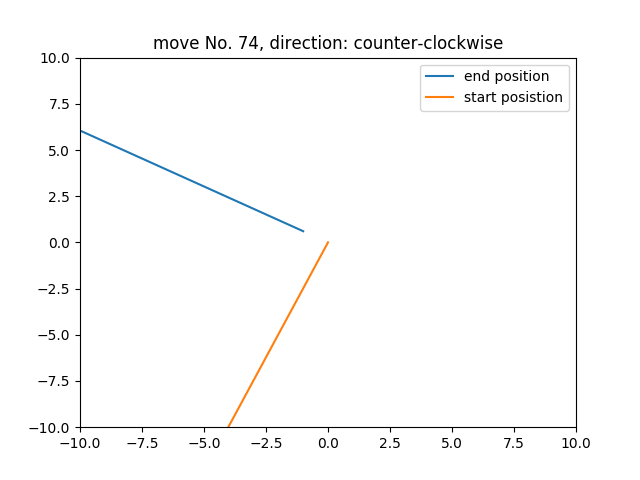 move No. 74, direction: counter-clockwise
end position
start posistion
10.0
7.5
5.0
2.5
0.0
−2.5
−5.0
−7.5
−10.0
−10.0 −7.5 −5.0 −2.5 0.0 2.5 5.0 7.5 10.0